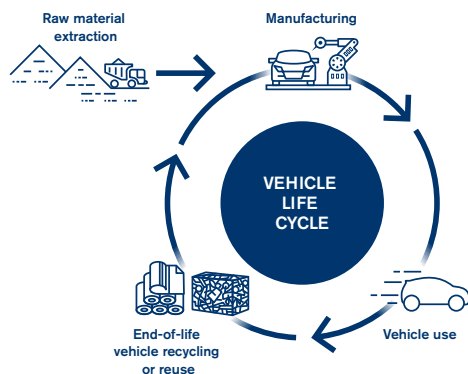 Raw material
extraction
Manufacturing
VEHICLE
LIFE
CYCLE
End-of-life
vehicle recycling
or reuse
Vehicle use